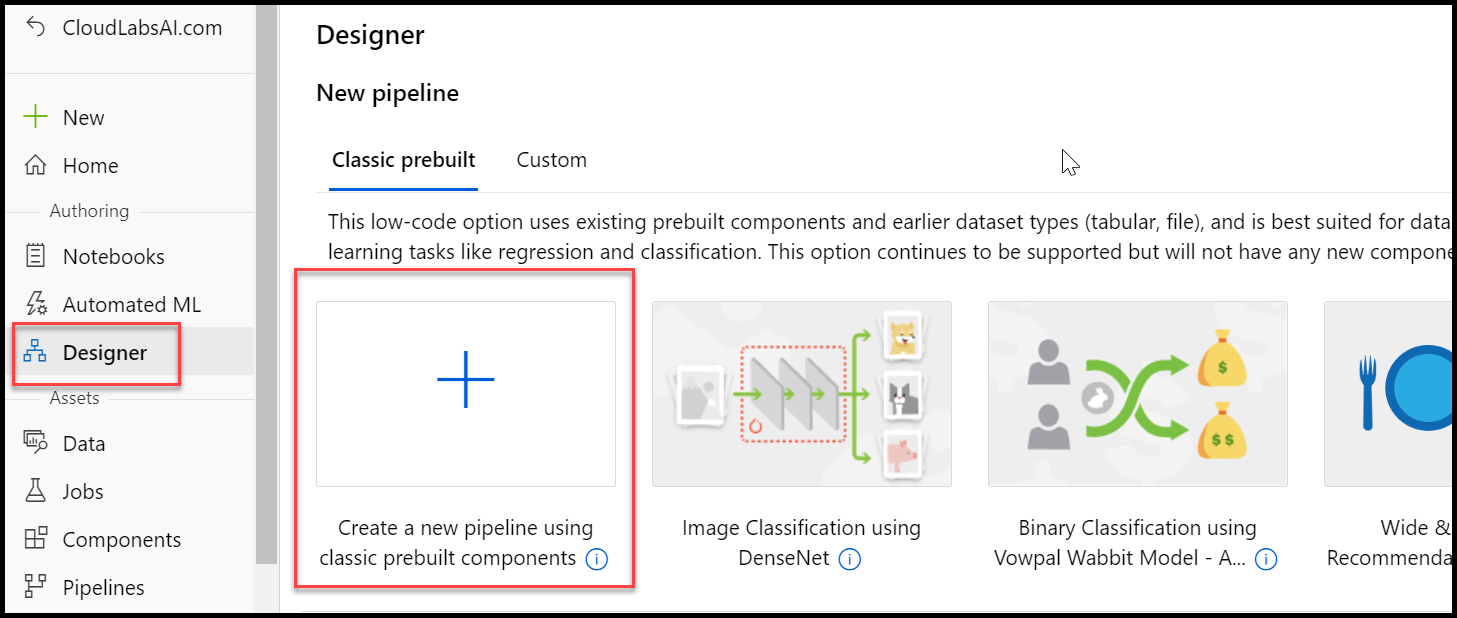 CloudLabsAI.com
New
Home
Authoring
Notebooks
Automated ML
Designer
Assets
Data
Jobs
Components
Pipelines
Designer
New pipeline
Classic prebuilt
Custom
This low-code option uses existing prebuilt components and earlier dataset types (tabular, file), and is best suited for data
learning tasks like regression and classification. This option continues to be supported but will not have any new compone
Create a new pipeline using
classic prebuilt components
Image Classification using
DenseNet
$
$$
Binary Classification using
Vowpal Wabbit Model - A...
Wide &
Recommenda